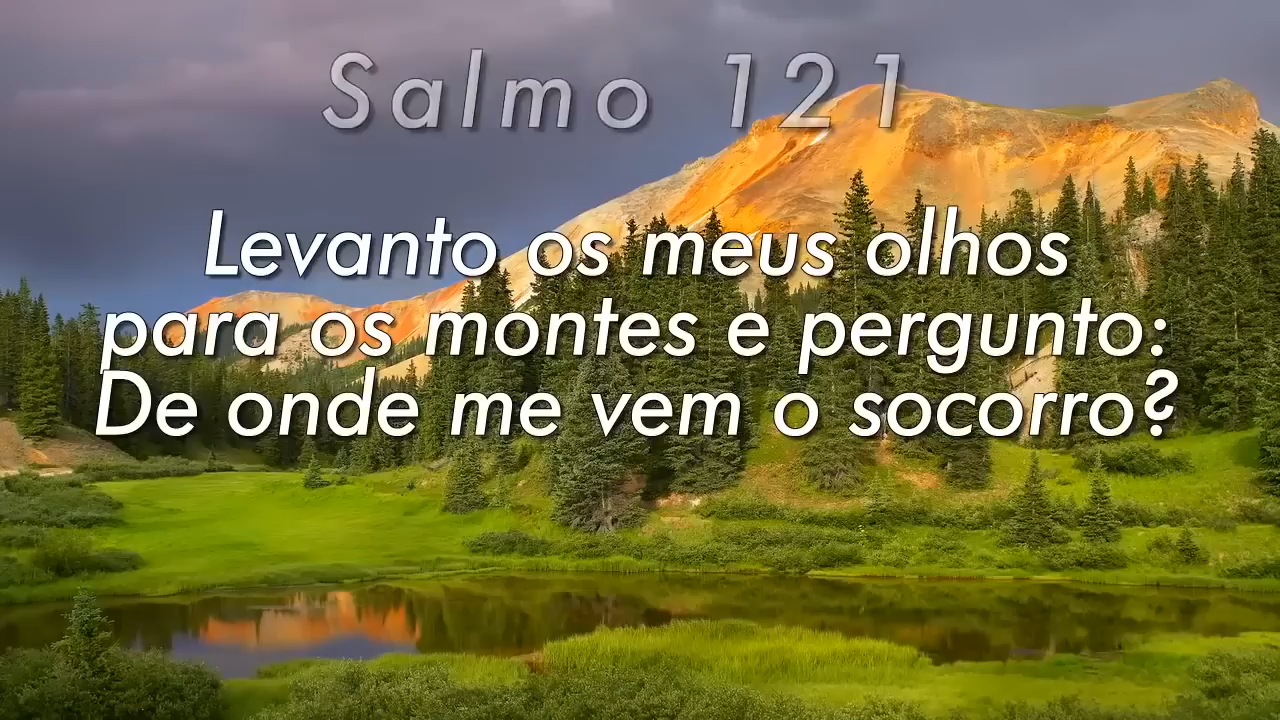 Salmo 121
Levanto os meus olhos
para os montes e pergunto:
De onde me vem o socorro?